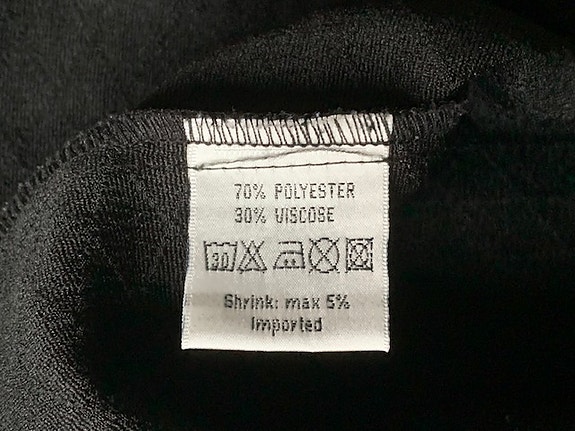 70% POLYESTER
30% VISCOSE
30
Shrink: max 5%
Imported